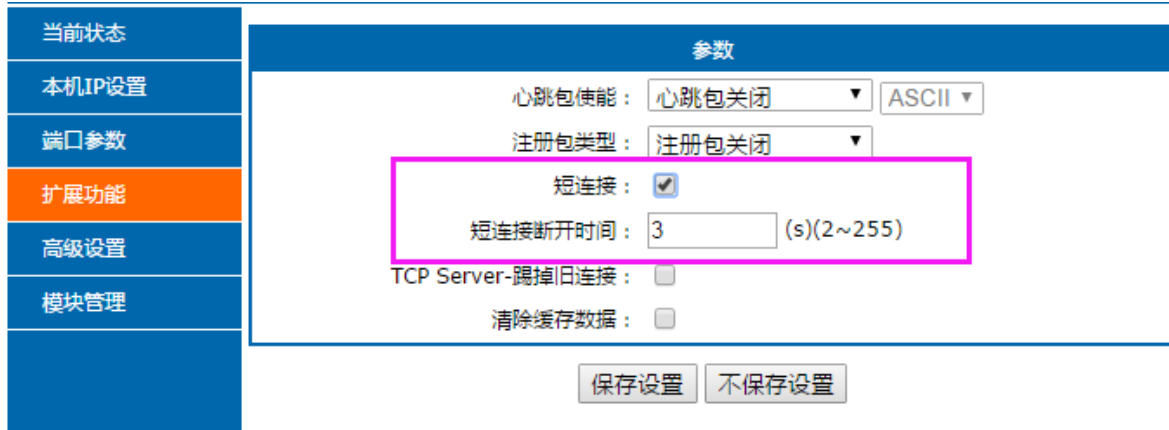 当前状态
本机IP设置
端口参数
扩展功能
高级设置
模块管理
参数
心跳包使能： 心跳包关闭 ASCII
注册包类型： 注册包关闭
短连接：
短连接断开时间： 3 (s)(2~255)
TCP Server-踢掉旧连接：
清除缓存数据：
保存设置 不保存设置